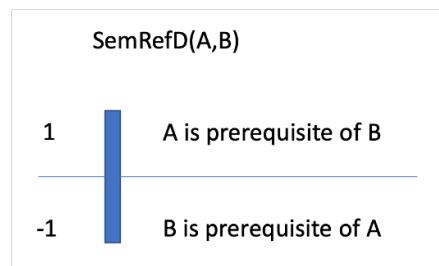 SemRefD(A,B)
1 A is prerequisite of B
-1 B is prerequisite of A